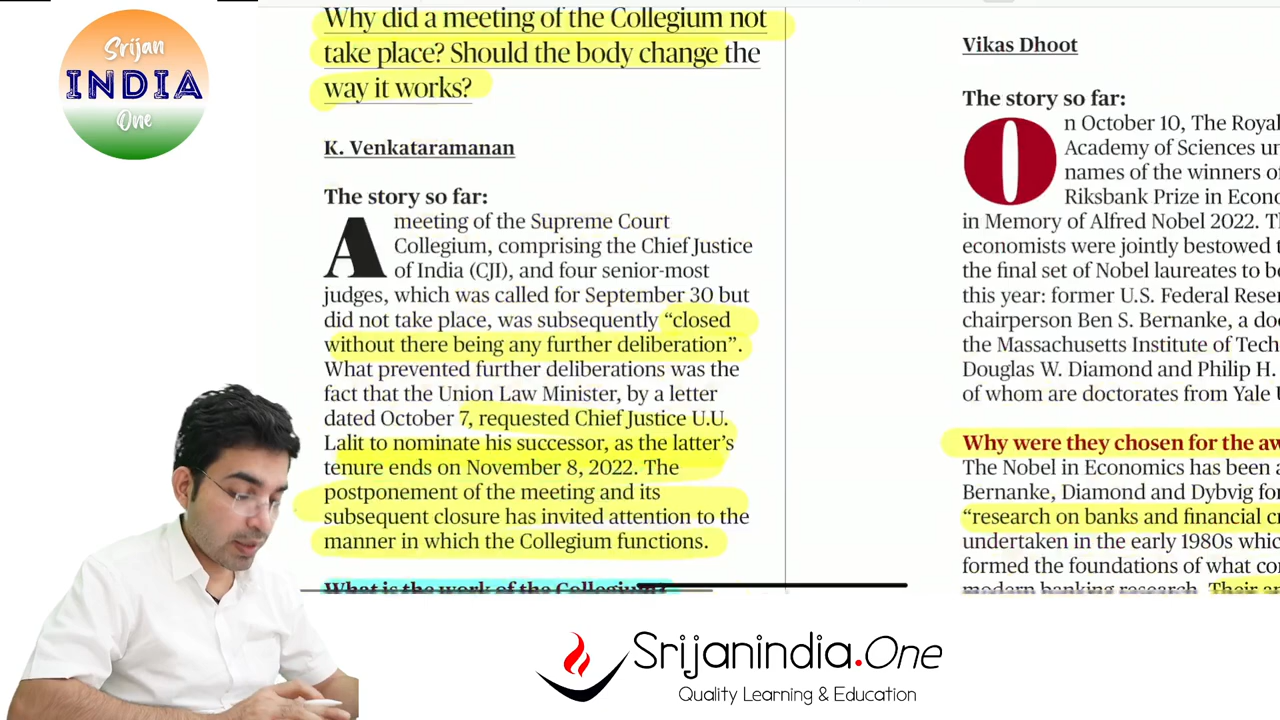 Srijan
INDIA
One
Why did a meeting of the Collegium not
take place? Should the body change the
way it works?
K. Venkataramanan
The story so far:
A meeting of the Supreme Court
Collegium, comprising the Chief Justice
of India (CJI), and four senior-most
judges, which was called for September 30 but
did not take place, was subsequently “closed
without there being any further deliberation”.
What prevented further deliberations was the
fact that the Union Law Minister, by a letter
dated October 7, requested Chief Justice U.U.
Lalit to nominate his successor, as the latter’s
tenure ends on November 8, 2022. The
postponement of the meeting and its
subsequent closure has invited attention to the
manner in which the Collegium functions.
What is the work of the Collegium?
Vikas Dhoot
The story so far:
On October 10, The Royal
Academy of Sciences
names of the winners
Riksbank Prize in
in Memory of Alfred Nobel 2022.
economists were jointly bestowed
the final set of Nobel laureates to
this year: former U.S. Federal
chairperson Ben S. Bernanke, a
the Massachusetts Institute of
Douglas W. Diamond and Philip H.
of whom are doctorates from Yale
Why were they chosen for the
The Nobel in Economics has been
Bernanke, Diamond and Dybvig
“research on banks and financial
undertaken in the early 1980s
formed the foundations of what
modern banking research. Their
Srijanindia.One
Quality Learning & Education